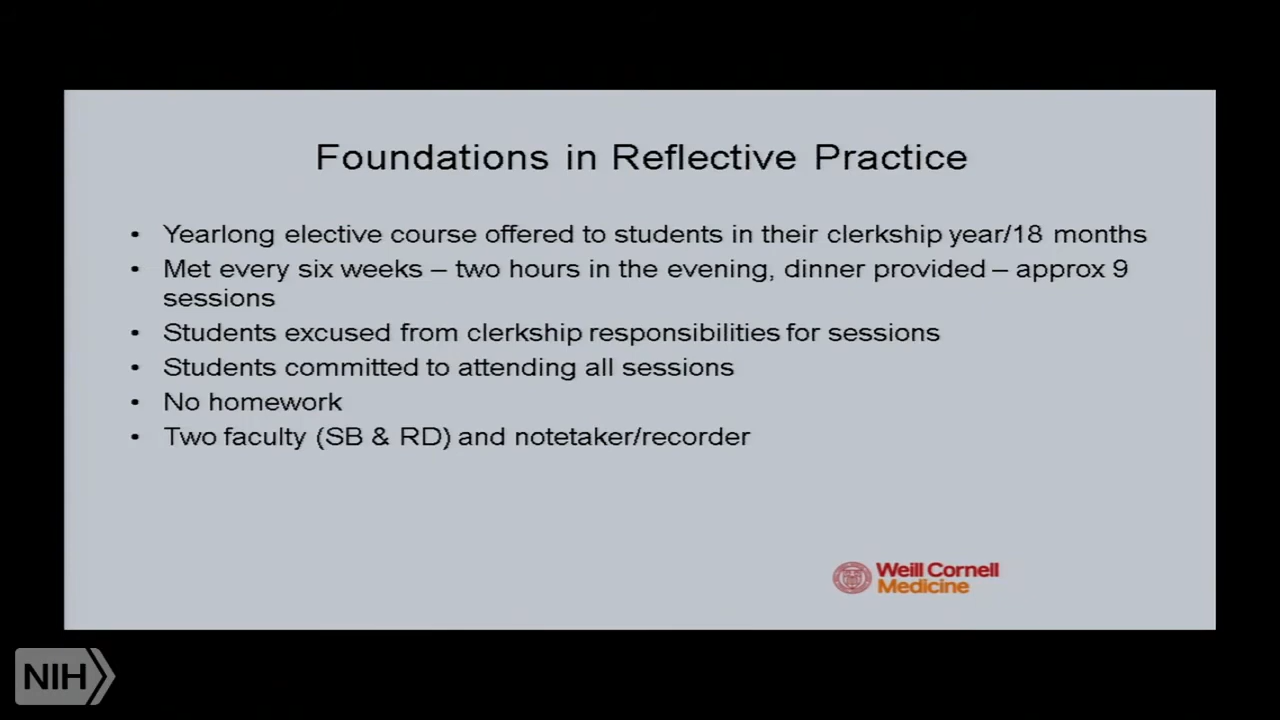 Foundations in Reflective Practice
• Yearlong elective course offered to students in their clerkship year/18 months
• Met every six weeks – two hours in the evening, dinner provided – approx 9
sessions
• Students excused from clerkship responsibilities for sessions
• Students committed to attending all sessions
• No homework
• Two faculty (SB & RD) and notetaker/recorder
Weill Cornell
Medicine
NIH